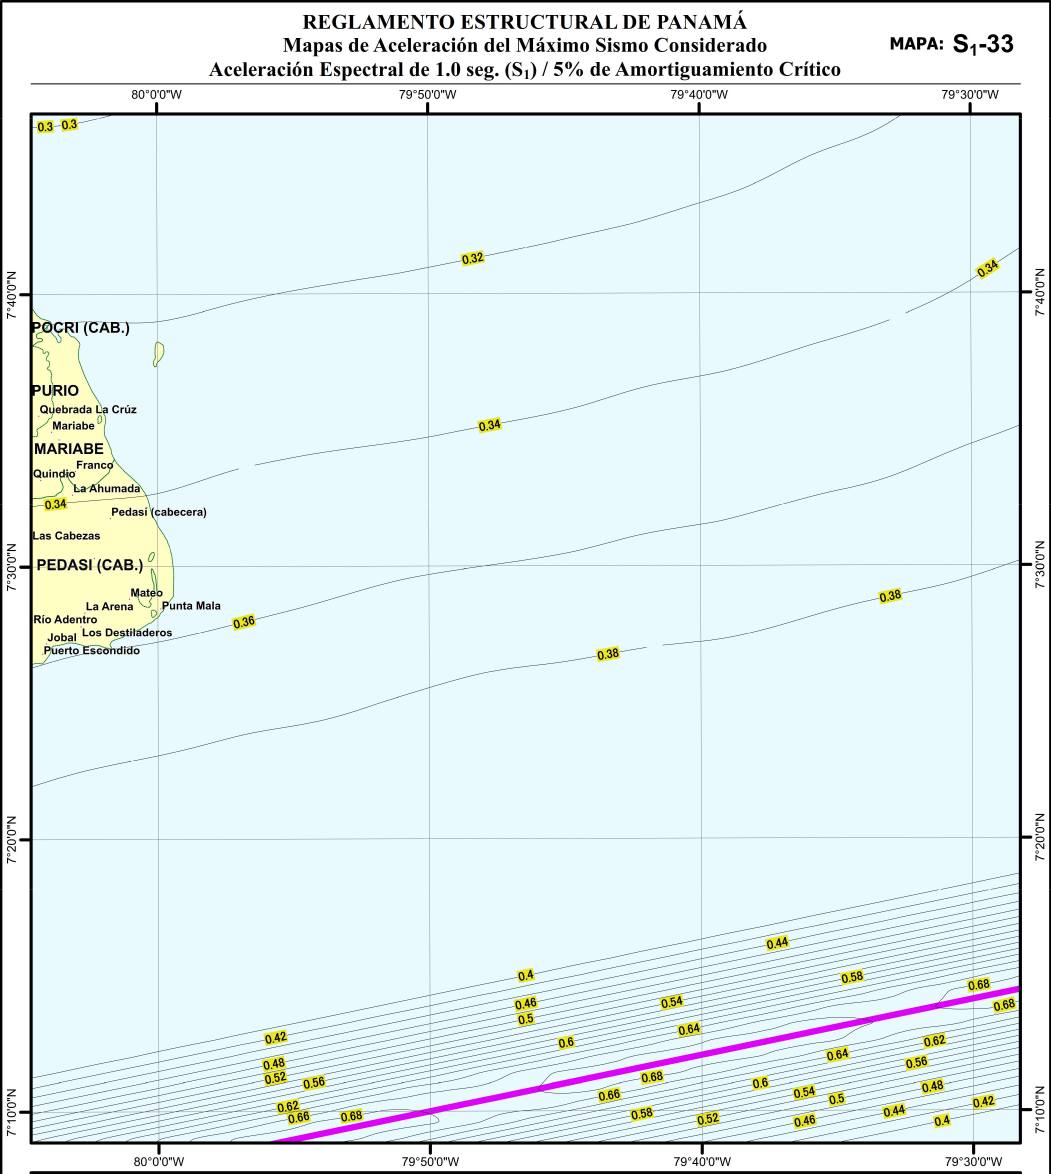 REGLAMENTO ESTRUCTURAL DE PANAMÁ
Mapas de Aceleración del Máximo Sismo Considerado
MAPA: S₁-33
Aceleración Espectral de 1.0 seg. (S₁) / 5% de Amortiguamiento Crítico
80°0'0"W 79°50'0"W 79°40'0"W 79°30'0"W
0.3 0.3
0.32
0.34
7°40'0"N 7°40'0"N
POCRI (CAB.)
PURIO
Quebrada La Crúz
Mariabe
0.34
MARIABE
Franco
Quindio
La Ahumada
0.34
Pedasí (cabecera)
Las Cabezas
PEDASI (CAB.)
7°30'0"N 7°30'0"N
Mateo
0.38
La Arena Punta Mala
Río Adentro
0.36
Los Destiladeros
Jobal
Puerto Escondido
0.38
7°20'0"N 7°20'0"N
0.44
0.4
0.58
0.68
0.46 0.54 0.68
0.5
0.64
0.42
0.6 0.62
0.64
0.48 0.56
0.52 0.68
0.56 0.6
0.48
0.66 0.54
0.5 0.42
0.62
7°10'0"N 7°10'0"N
0.66 0.68 0.58 0.44
0.52 0.46 0.4
80°0'0"W 79°50'0"W 79°40'0"W 79°30'0"W